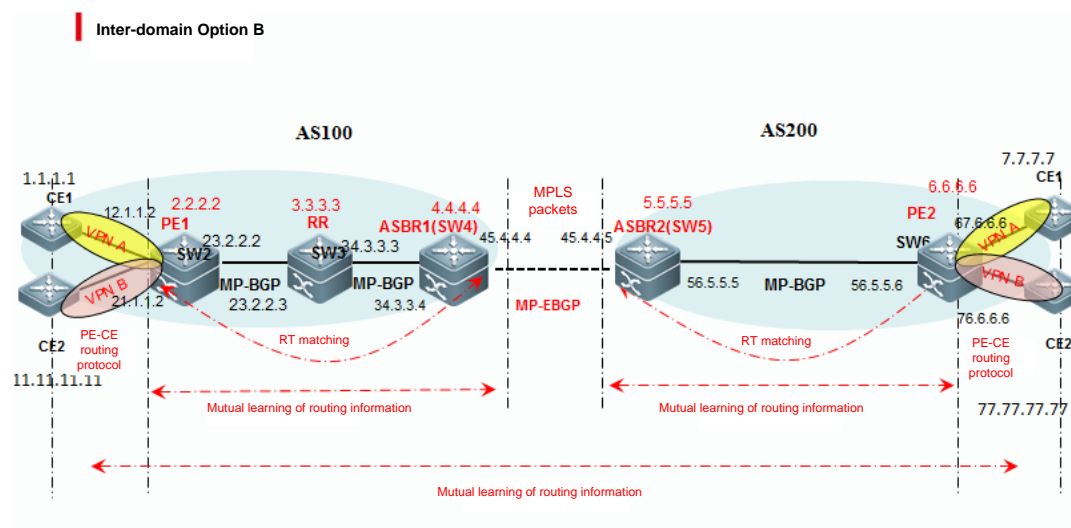 Inter-domain Option B
AS100
AS200
1.1.1.1
CE1
12.1.1.2
VPN A
2.2.2.2
PE1
SW2
23.2.2.2
3.3.3.3
RR
SW3
34.3.3.3
4.4.4.4
ASBR1(SW4)
45.4.4.4
MPLS
packets
45.4.4.5
5.5.5.5
ASBR2(SW5)
6.6.6.6
PE2
SW6
67.6.6.6
VPN-A
7.7.7.7
CE1
VPN B
21.1.1.2
CE2
11.11.11.11
MP-BGP
23.2.2.3
MP-BGP
34.3.3.4
MP-EBGP
56.5.5.5
MP-BGP
56.5.5.6
VPN-B
76.6.6.6
CE2
77.77.77.77
PE-CE
routing
protocol
RT matching
RT matching
PE-CE
routing
protocol
Mutual learning of routing information
Mutual learning of routing information
Mutual learning of routing information